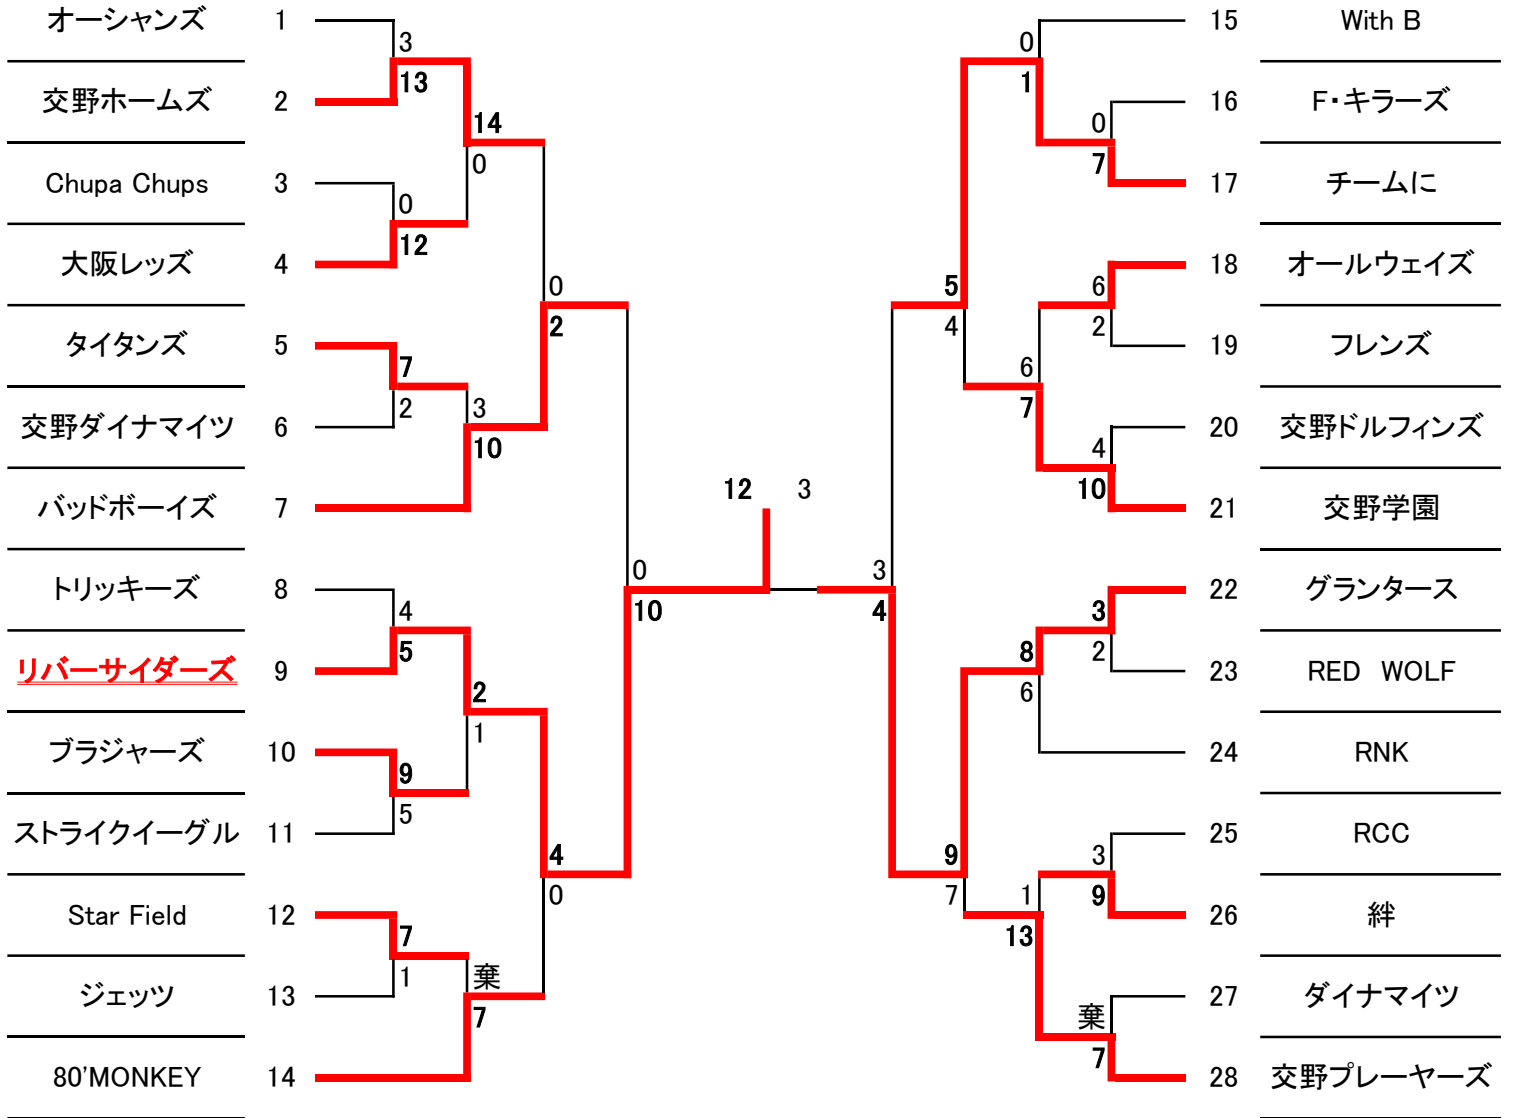 オーシャンズ 1
3
13
交野ホームズ 2
14
0
Chupa Chups 3
0
12
大阪レッズ 4
0
2
タイタンズ 5
7
2
交野ダイナマイツ 6
3
10
バッドボーイズ 7
トリッキーズ 8
4
5
リバーサイダーズ 9
2
1
ブラジャーズ 10
9
5
ストライクイーグル 11
4
0
Star Field 12
7
1
ジェッツ 13
棄
7
80'MONKEY 14
0
10
12 3
3
4
15 With B
0
1
16 F・キラーズ
0
7
17 チームに
5
4
18 オールウェイズ
6
2
19 フレンズ
6
7
20 交野ドルフィンズ
4
10
21 交野学園
22 グランタース
3
2
23 RED WOLF
8
6
24 RNK
25 RCC
3
9
26 絆
9
7
1
13
27 ダイナマイツ
棄
7
28 交野プレーヤーズ